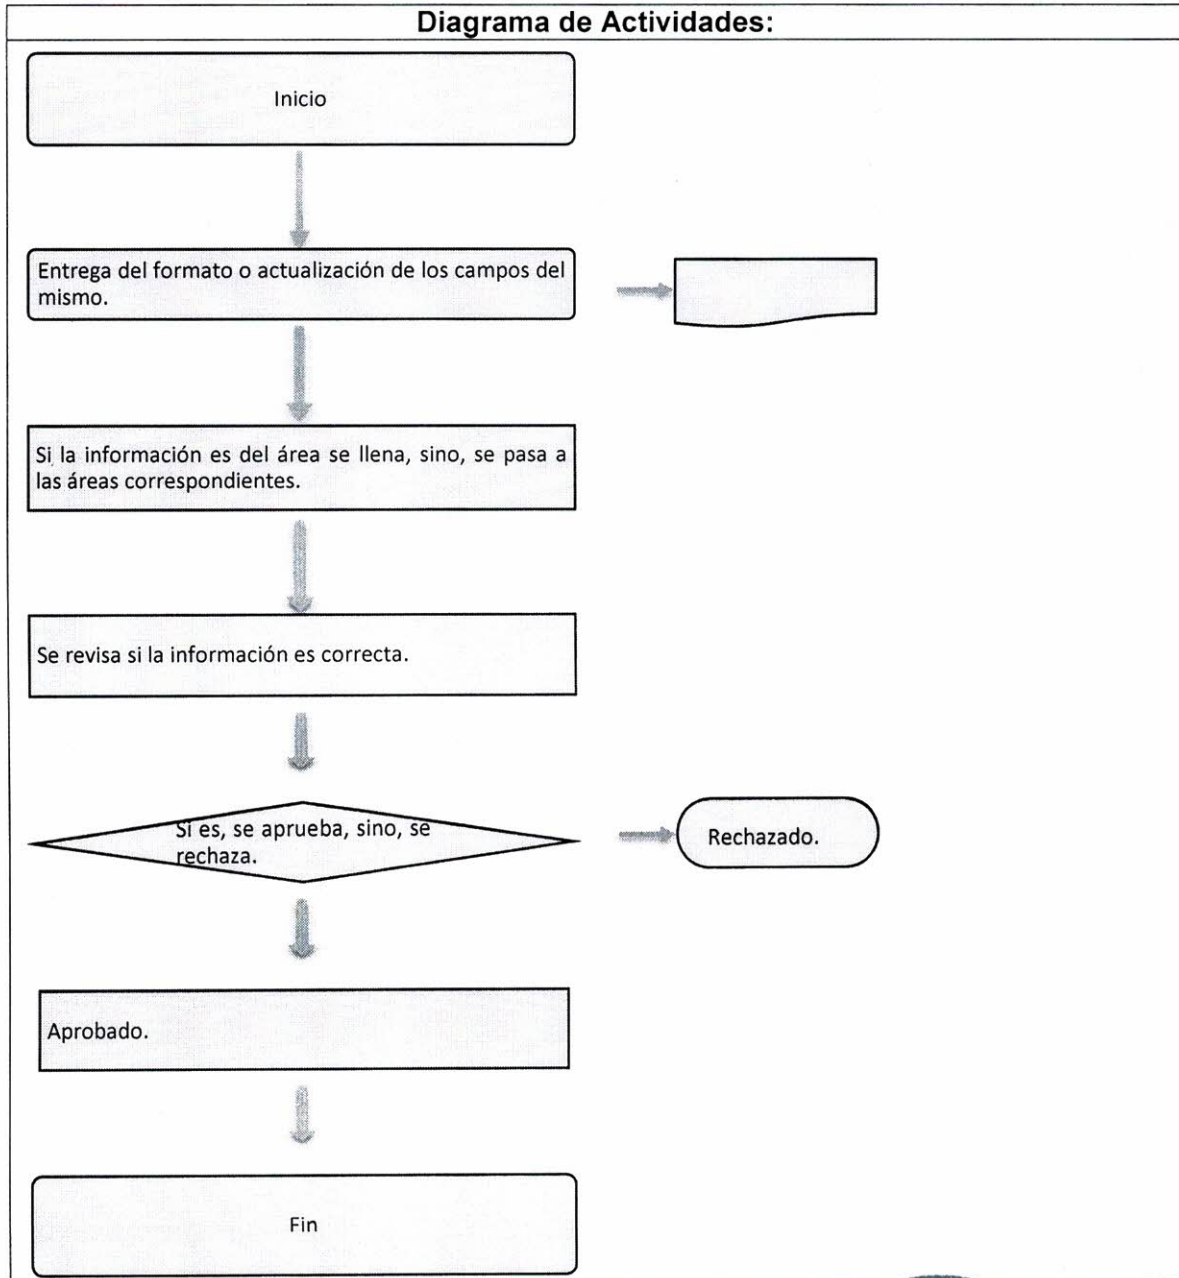 Diagrama de Actividades:
Inicio
Entrega del formato o actualización de los campos del
mismo.
Si la información es del área se llena, sino, se pasa a
las áreas correspondientes.
Se revisa si la información es correcta.
Si es, se aprueba, sino, se
rechaza.
Rechazado.
Aprobado.
Fin